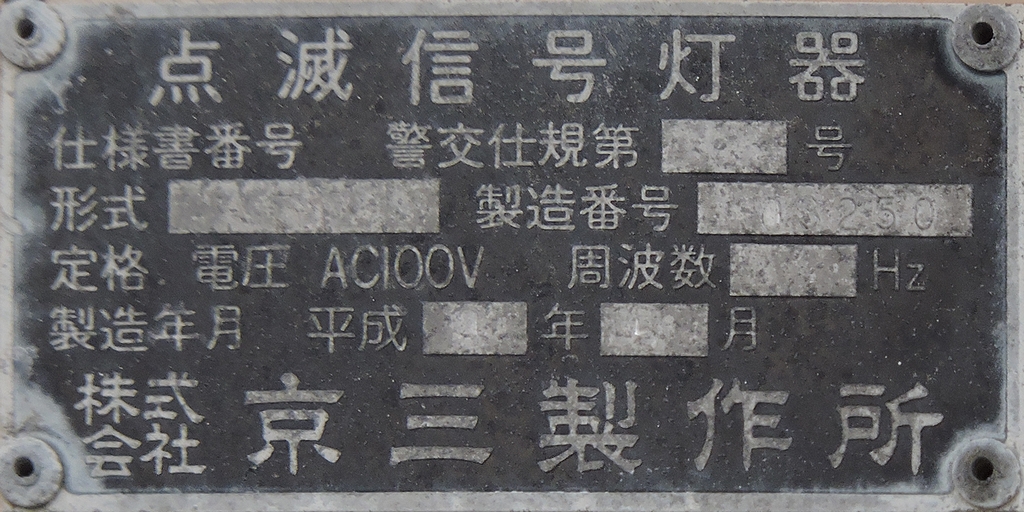 点滅信号灯器
仕様書番号 警交仕規第 号
形式 製造番号 3250
定格 電圧 AC100V 周波数 Hz
製造年月 平成 年 月
株式会社 京三製作所